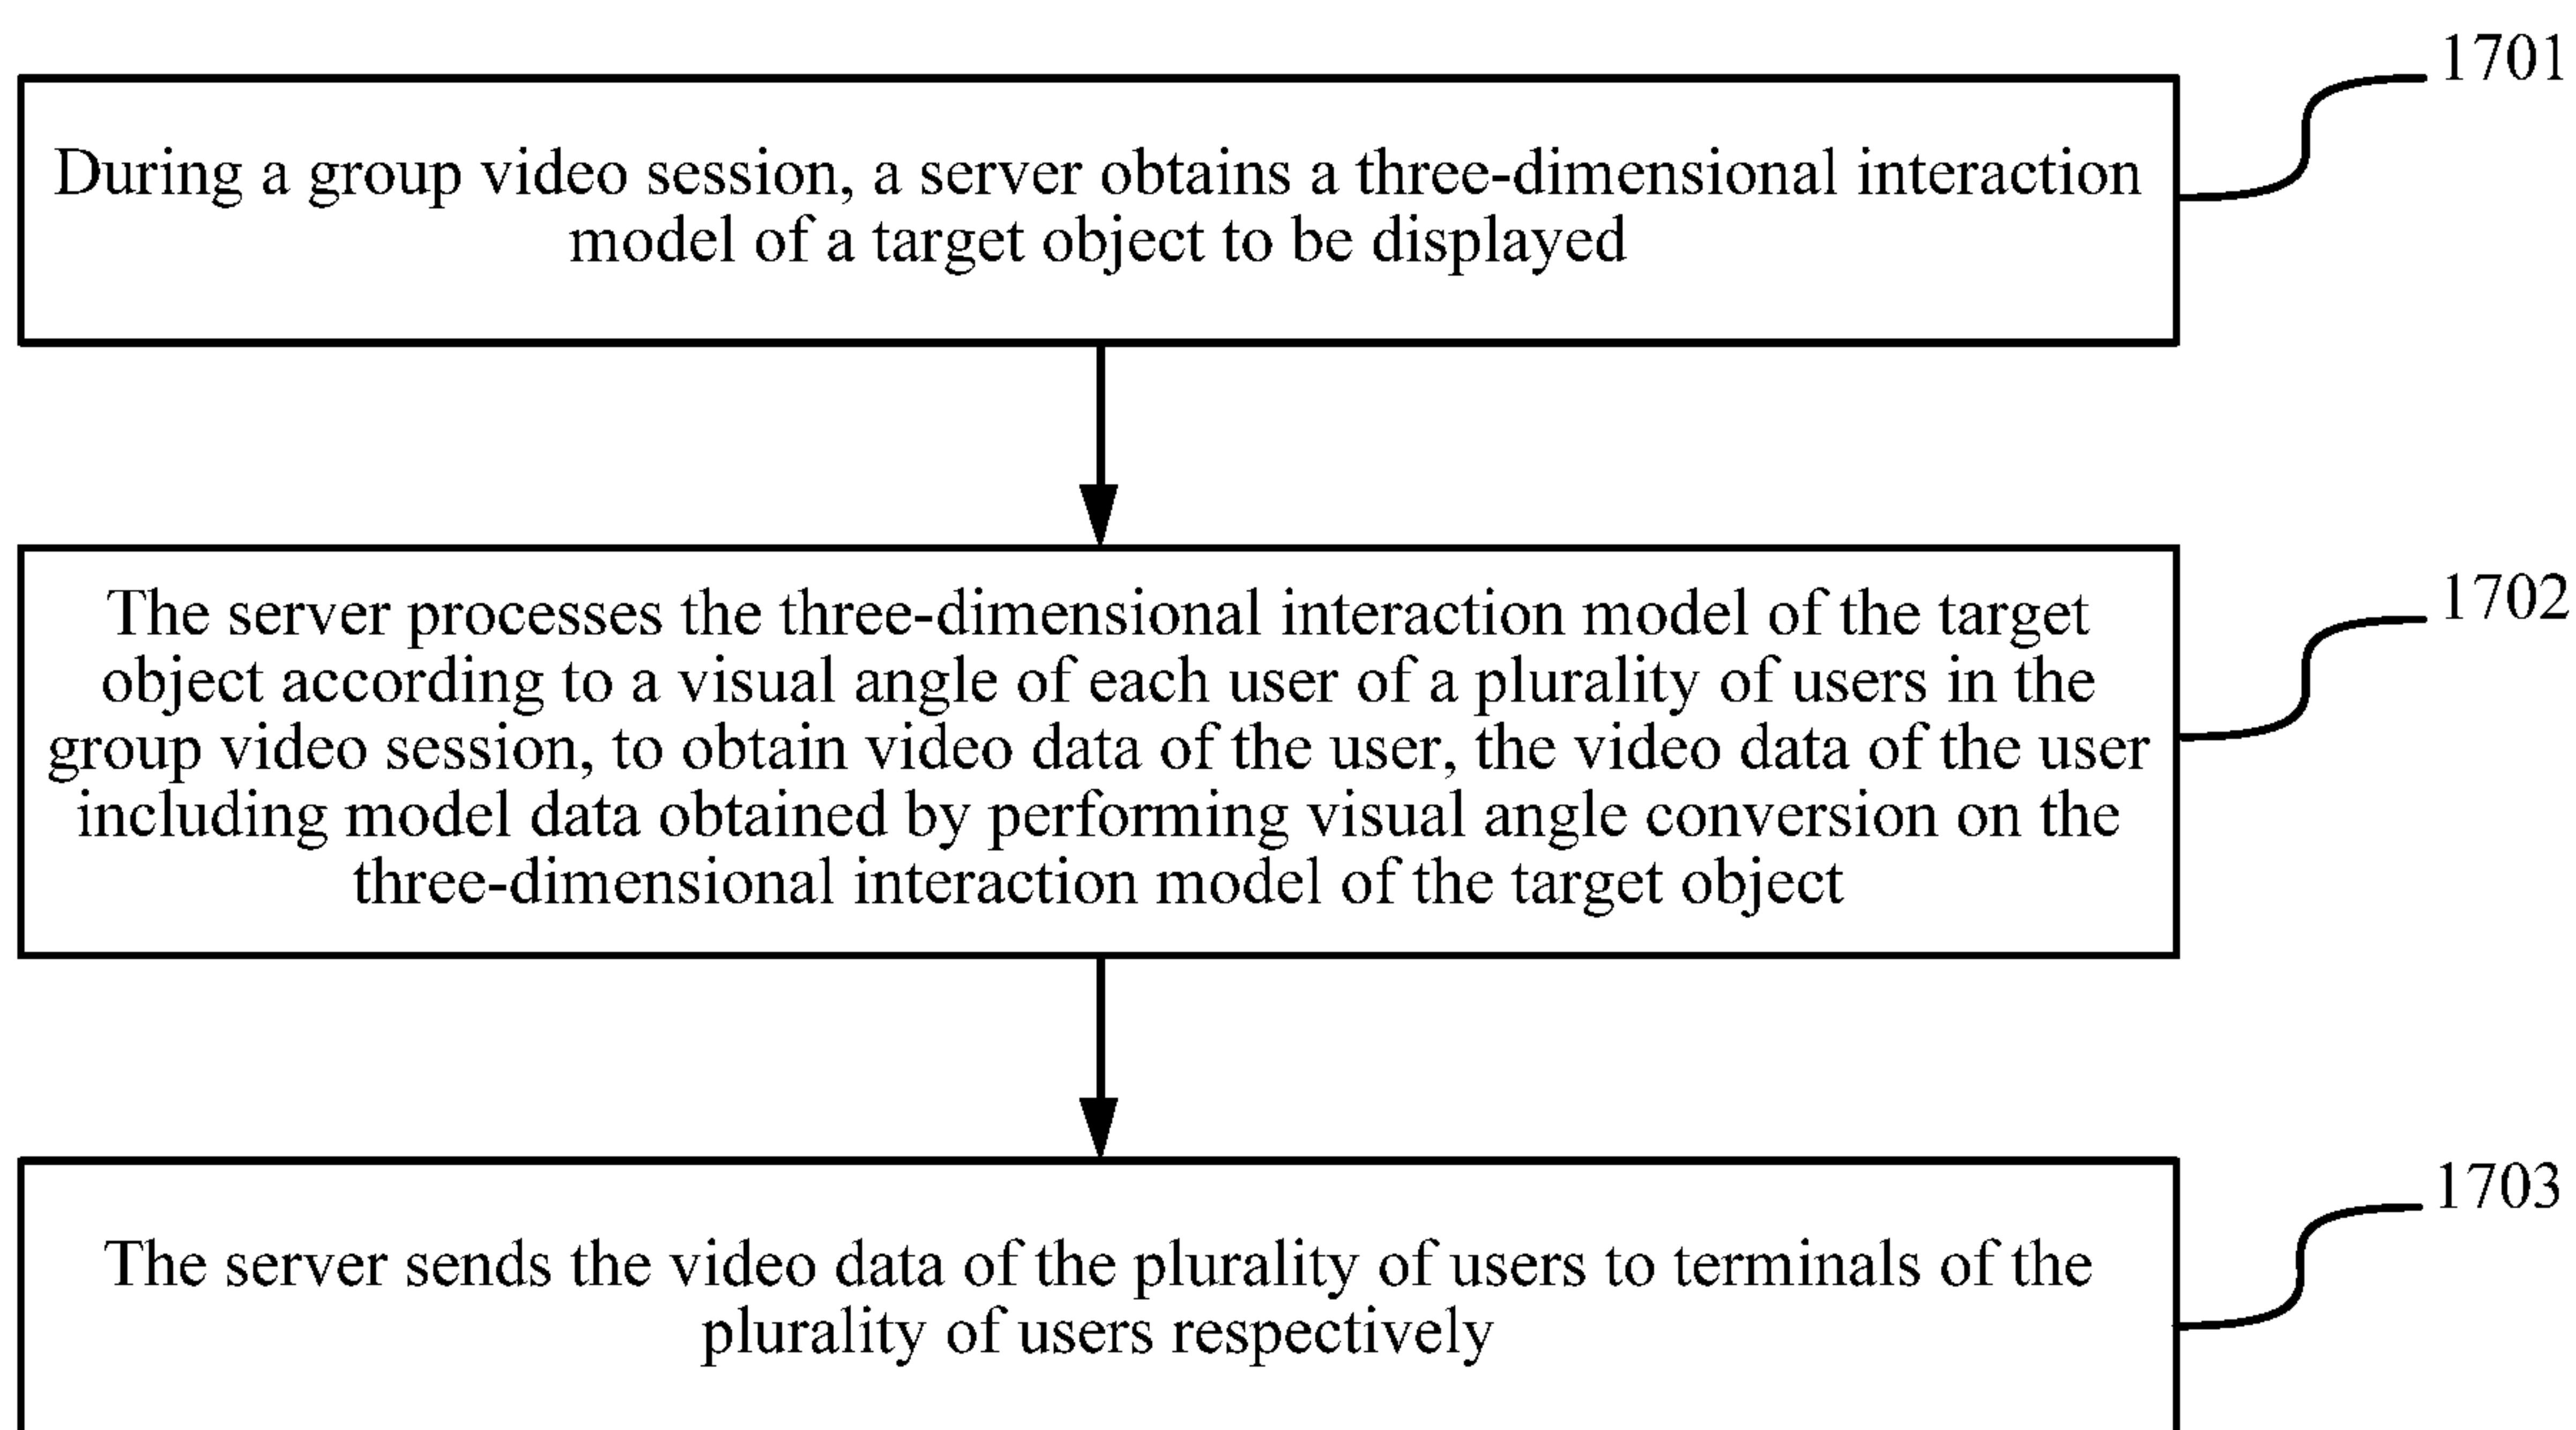 1701
During a group video session, a server obtains a three-dimensional interaction
model of a target object to be displayed
1702
The server processes the three-dimensional interaction model of the target
object according to a visual angle of each user of a plurality of users in the
group video session, to obtain video data of the user, the video data of the user
including model data obtained by performing visual angle conversion on the
three-dimensional interaction model of the target object
1703
The server sends the video data of the plurality of users to terminals of the
plurality of users respectively